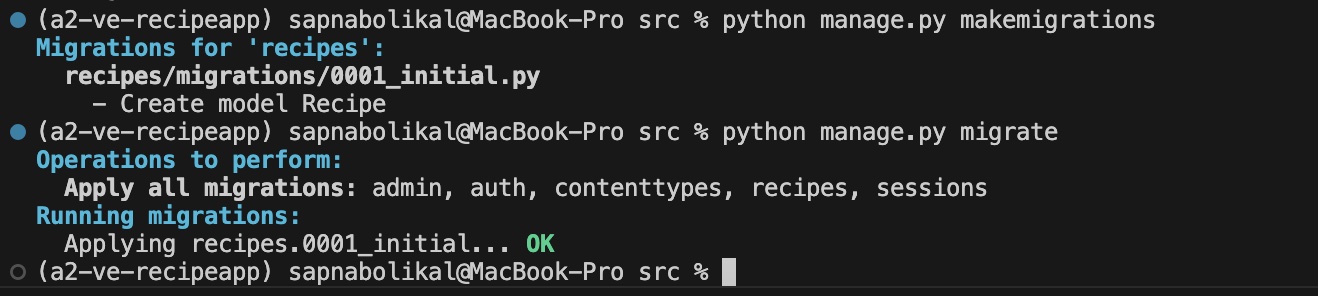 (a2-ve-recipeapp) sapnabolikal@MacBook-Pro src % python manage.py makemigrations
Migrations for 'recipes':
recipes/migrations/0001_initial.py
- Create model Recipe
(a2-ve-recipeapp) sapnabolikal@MacBook-Pro src % python manage.py migrate
Operations to perform:
Apply all migrations: admin, auth, contenttypes, recipes, sessions
Running migrations:
Applying recipes.0001_initial... OK
(a2-ve-recipeapp) sapnabolikal@MacBook-Pro src %